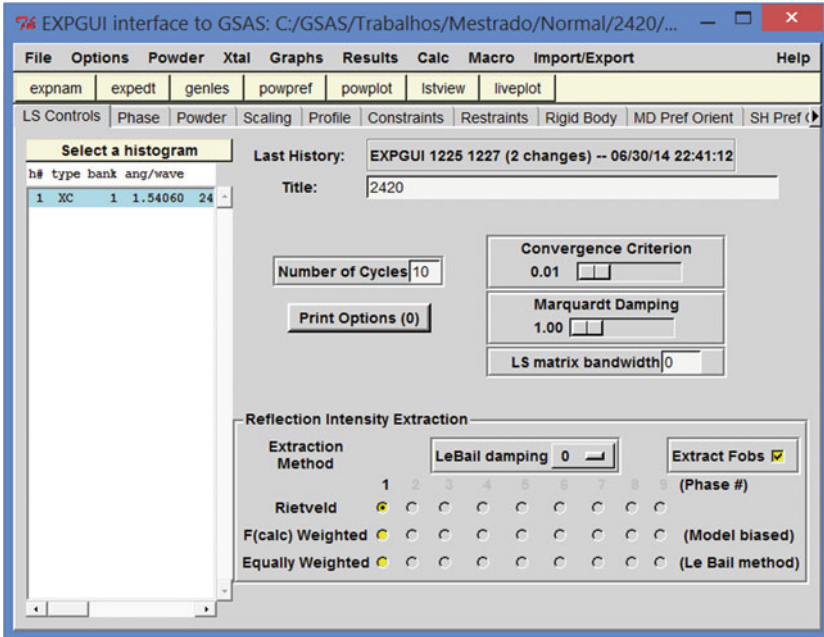 EXPGUI interface to GSAS: C:/GSAS/Trabalhos/Mestrado/Normal/2420/...
File Options Powder Xtal Graphs Results Calc Macro Import/Export Help
expnam expedt genles powpref powplot lstview liveplot
LS Controls Phase Powder Scaling Profile Constraints Restraints Rigid Body MD Pref Orient SH Pref
Select a histogram
h# type bank ang/wave
1 XC 1 1.54060 24
Last History: EXPGUI 1225 1227 (2 changes) -- 06/30/14 22:41:12
Title: 2420
Number of Cycles 10
Print Options (0)
Convergence Criterion
0.01
Marquardt Damping
1.00
LS matrix bandwidth 0
Reflection Intensity Extraction
Extraction Method
LeBail damping 0
Extract Fobs
1 2 3 4 5 6 7 8 9 (Phase #)
Rietveld
F(calc) Weighted (Model biased)
Equally Weighted (Le Bail method)